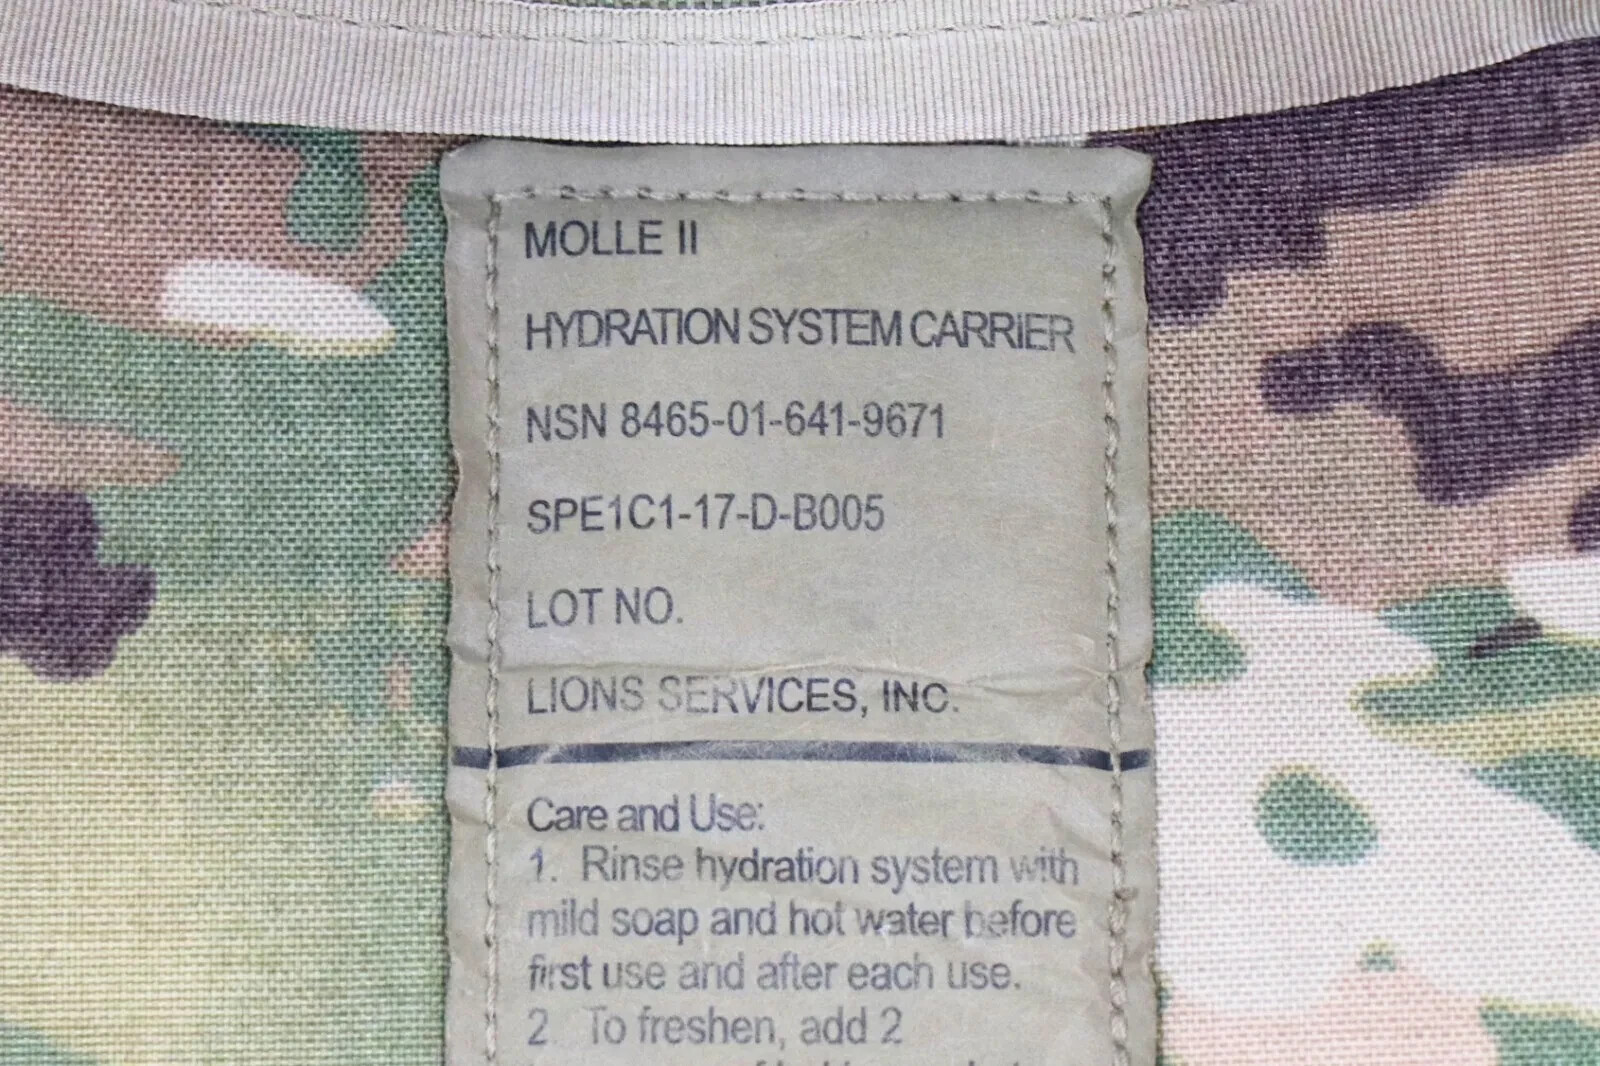 MOLLE II
HYDRATION SYSTEM CARRIER
NSN 8465-01-641-9671
SPE1C1-17-D-B005
LOT NO.
LIONS SERVICES, INC.
Care and Use:
1. Rinse hydration system with
mild soap and hot water before
first use and after each use.
2 To freshen, add 2